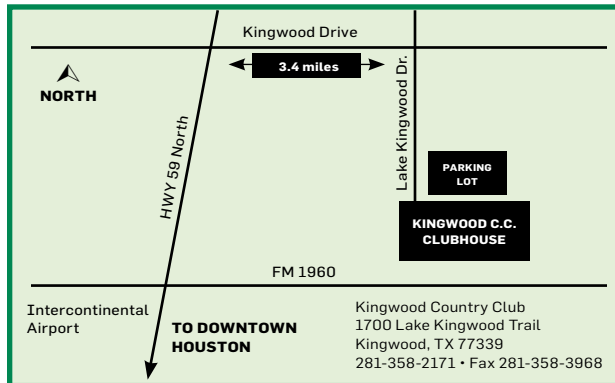 Kingwood Drive
3.4 miles
NORTH
HWY 59 North
Lake Kingwood Dr.
PARKING
LOT
KINGWOOD C.C.
CLUBHOUSE
FM 1960
Intercontinental
Airport
TO DOWNTOWN
HOUSTON
Kingwood Country Club
1700 Lake Kingwood Trail
Kingwood, TX 77339
281-358-2171 • Fax 281-358-3968